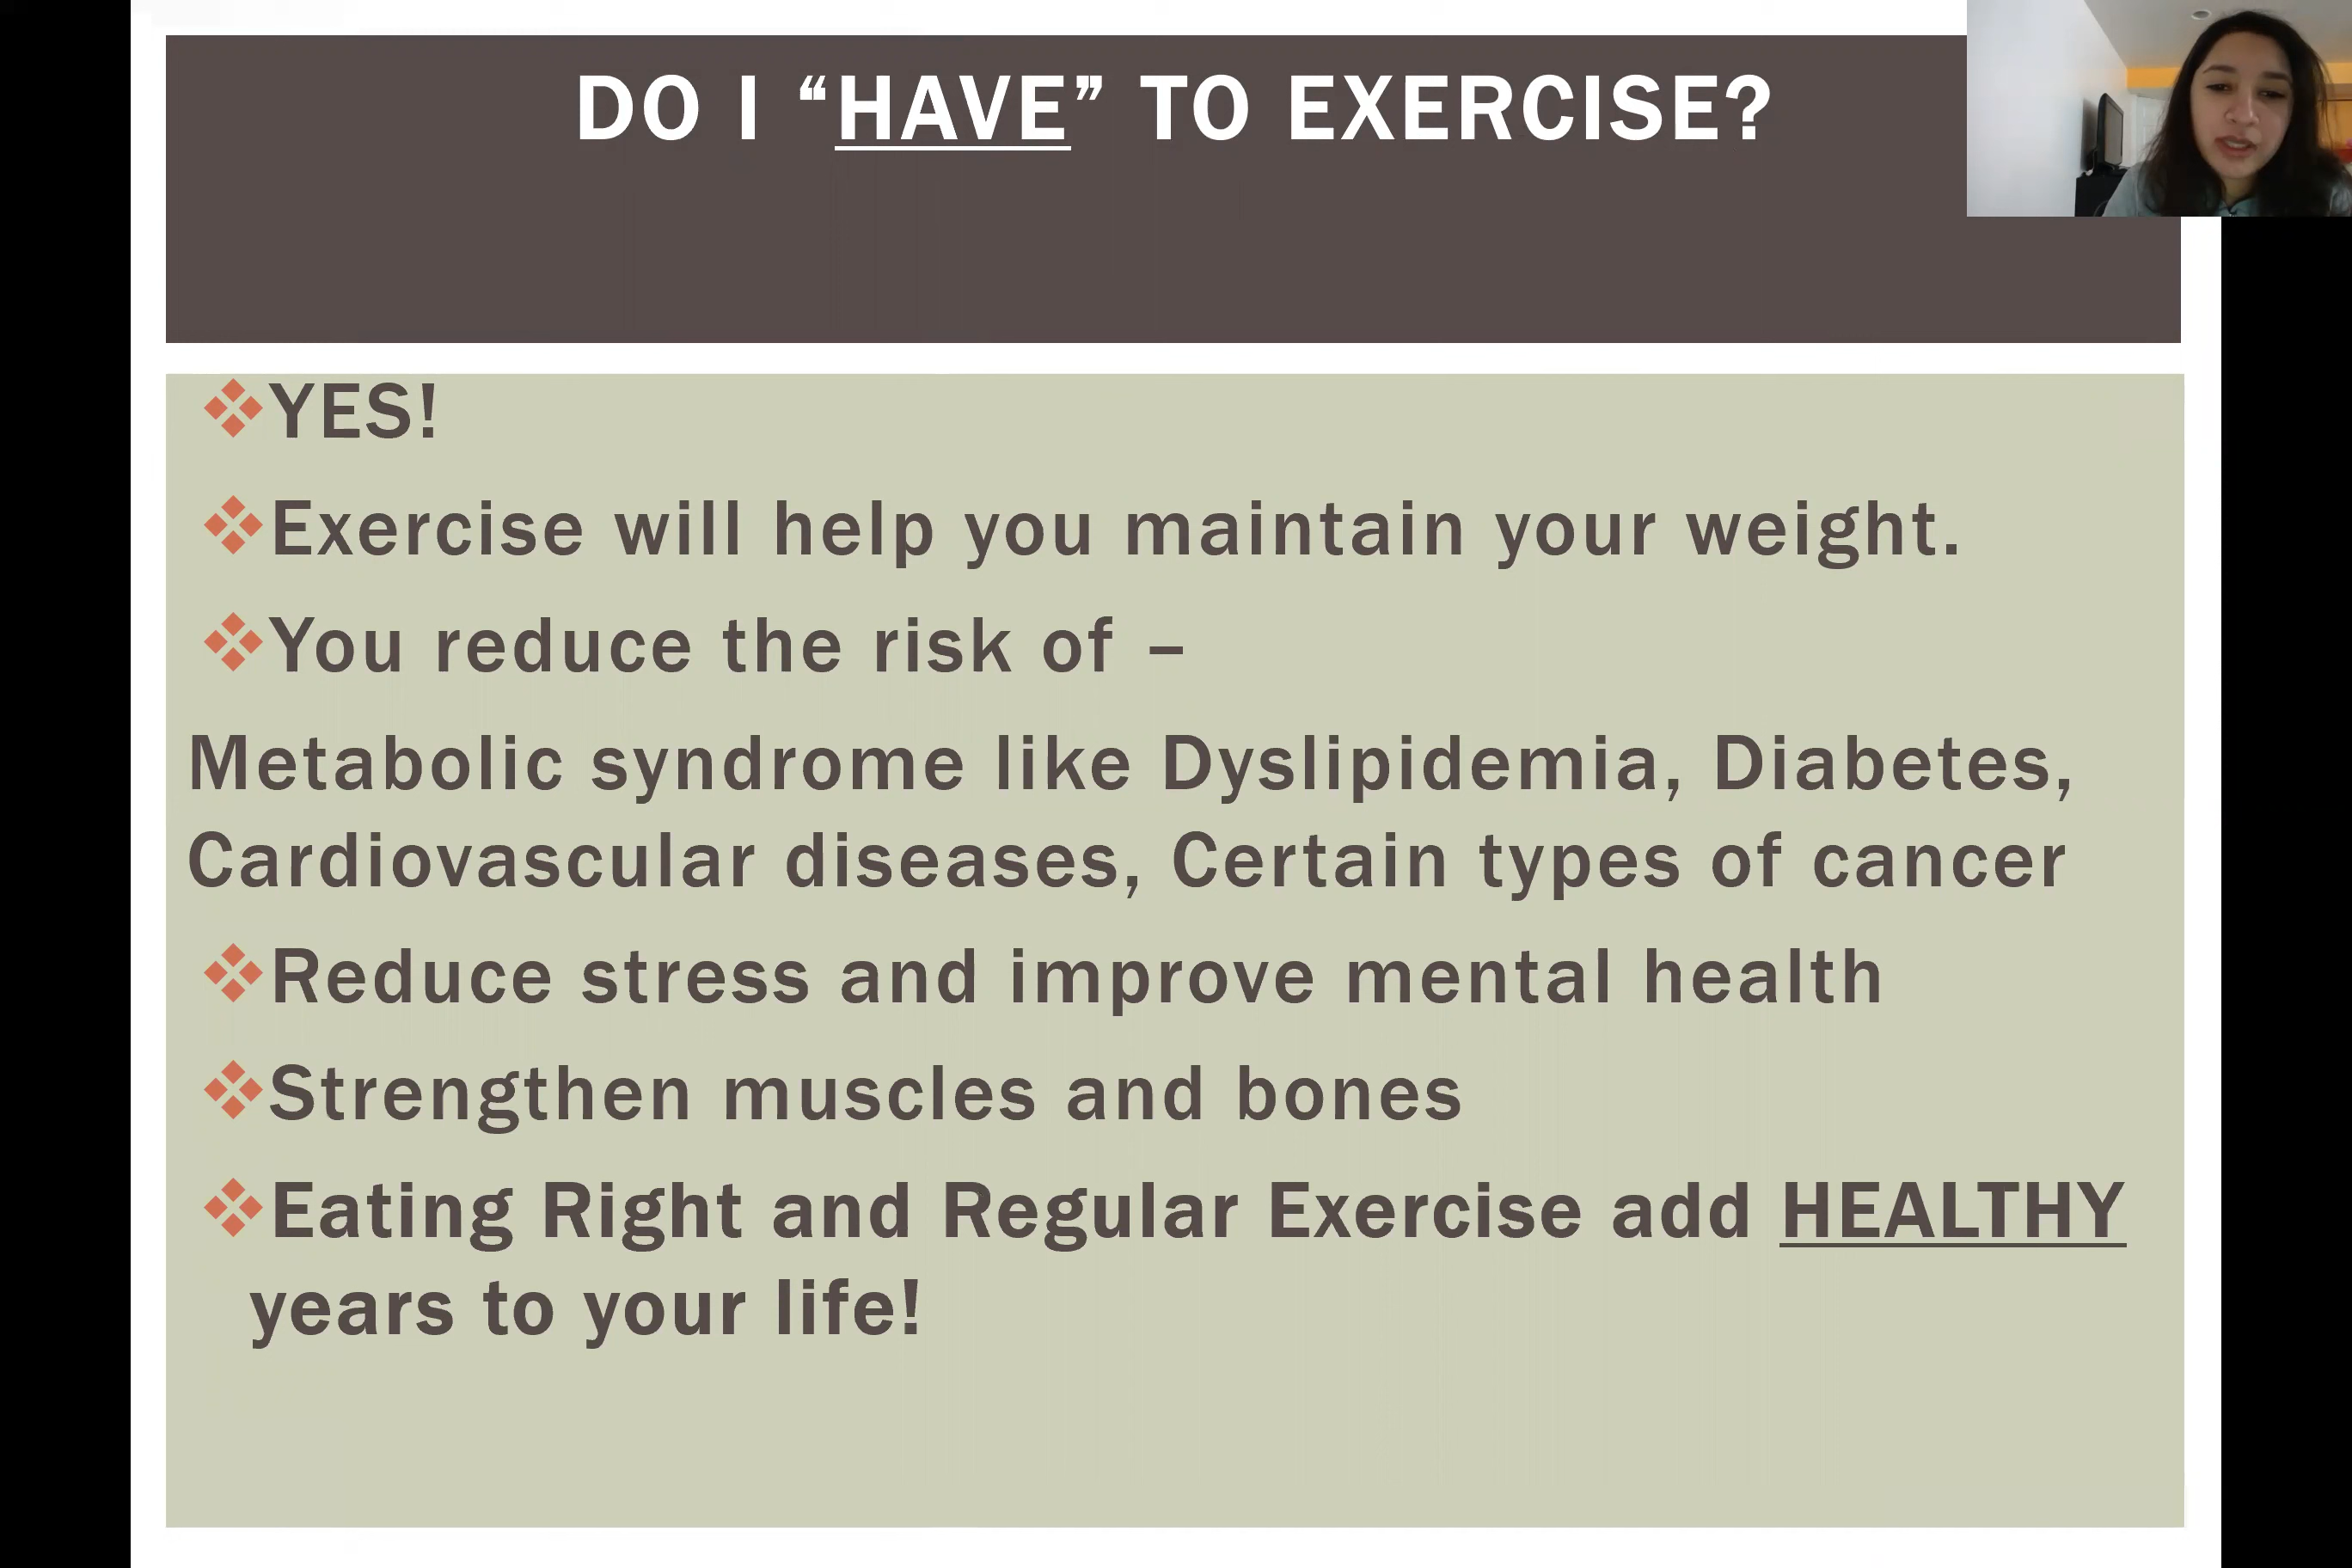 DO I “HAVE” TO EXERCISE?
❖YES!
❖Exercise will help you maintain your weight.
❖You reduce the risk of –
Metabolic syndrome like Dyslipidemia, Diabetes,
Cardiovascular diseases, Certain types of cancer
❖Reduce stress and improve mental health
❖Strengthen muscles and bones
❖Eating Right and Regular Exercise add HEALTHY
years to your life!